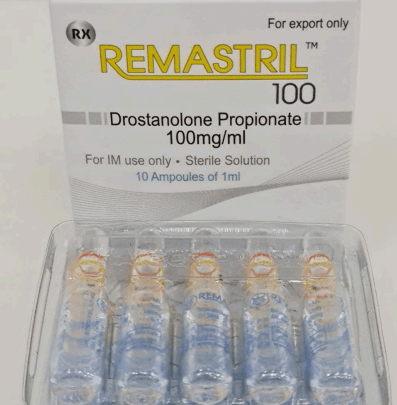 For export only
RX
REMASTRIL™
100
Drostanolone Propionate
100mg/ml
For IM use only • Sterile Solution
10 Ampoules of 1ml
REMA